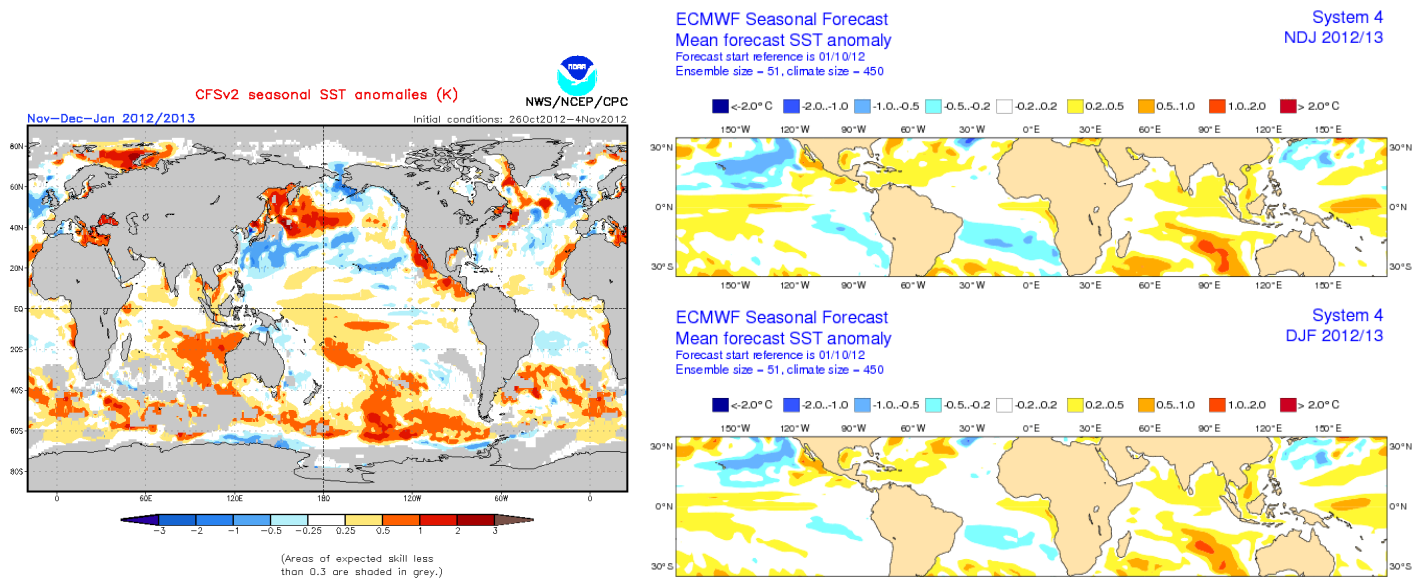 NOAA
NWS/NCEP/CPC
CFSv2 seasonal SST anomalies (K)
Nov-Dec-Jan 2012/2013
Initial conditions: 26Oct2012-4Nov2012
80N
60N
40N
20N
EQ
20S
40S
60S
80S
0 60E 120E 180 120W 60W 0
-3 -2 -1 -0.5 -0.25 0.25 0.5 1 2 3
(Areas of expected skill less
than 0.3 are shaded in grey.)
ECMWF Seasonal Forecast
Mean forecast SST anomaly
Forecast start reference is 01/10/12
Ensemble size = 51, climate size = 450
System 4
NDJ 2012/13
<-2.0°C -2.0..-1.0 -1.0..-0.5 -0.5..-0.2 -0.2..0.2 0.2..0.5 0.5..1.0 1.0..2.0 > 2.0°C
150°W 120°W 90°W 60°W 30°W 0°E 30°E 60°E 90°E 120°E 150°E
30°N 30°N
0°N 0°N
30°S 30°S
150°W 120°W 90°W 60°W 30°W 0°E 30°E 60°E 90°E 120°E 150°E
ECMWF Seasonal Forecast
Mean forecast SST anomaly
Forecast start reference is 01/10/12
Ensemble size = 51, climate size = 450
System 4
DJF 2012/13
<-2.0°C -2.0..-1.0 -1.0..-0.5 -0.5..-0.2 -0.2..0.2 0.2..0.5 0.5..1.0 1.0..2.0 > 2.0°C
150°W 120°W 90°W 60°W 30°W 0°E 30°E 60°E 90°E 120°E 150°E
30°N 30°N
0°N 0°N
30°S 30°S